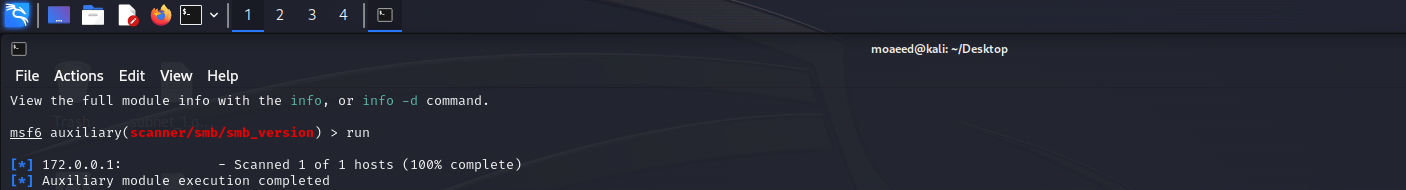 1 2 3 4
moaeed@kali: ~/Desktop
File Actions Edit View Help
View the full module info with the info, or info -d command.
msf6 auxiliary(scanner/smb/smb_version) > run
[*] 172.0.0.1: - Scanned 1 of 1 hosts (100% complete)
[*] Auxiliary module execution completed